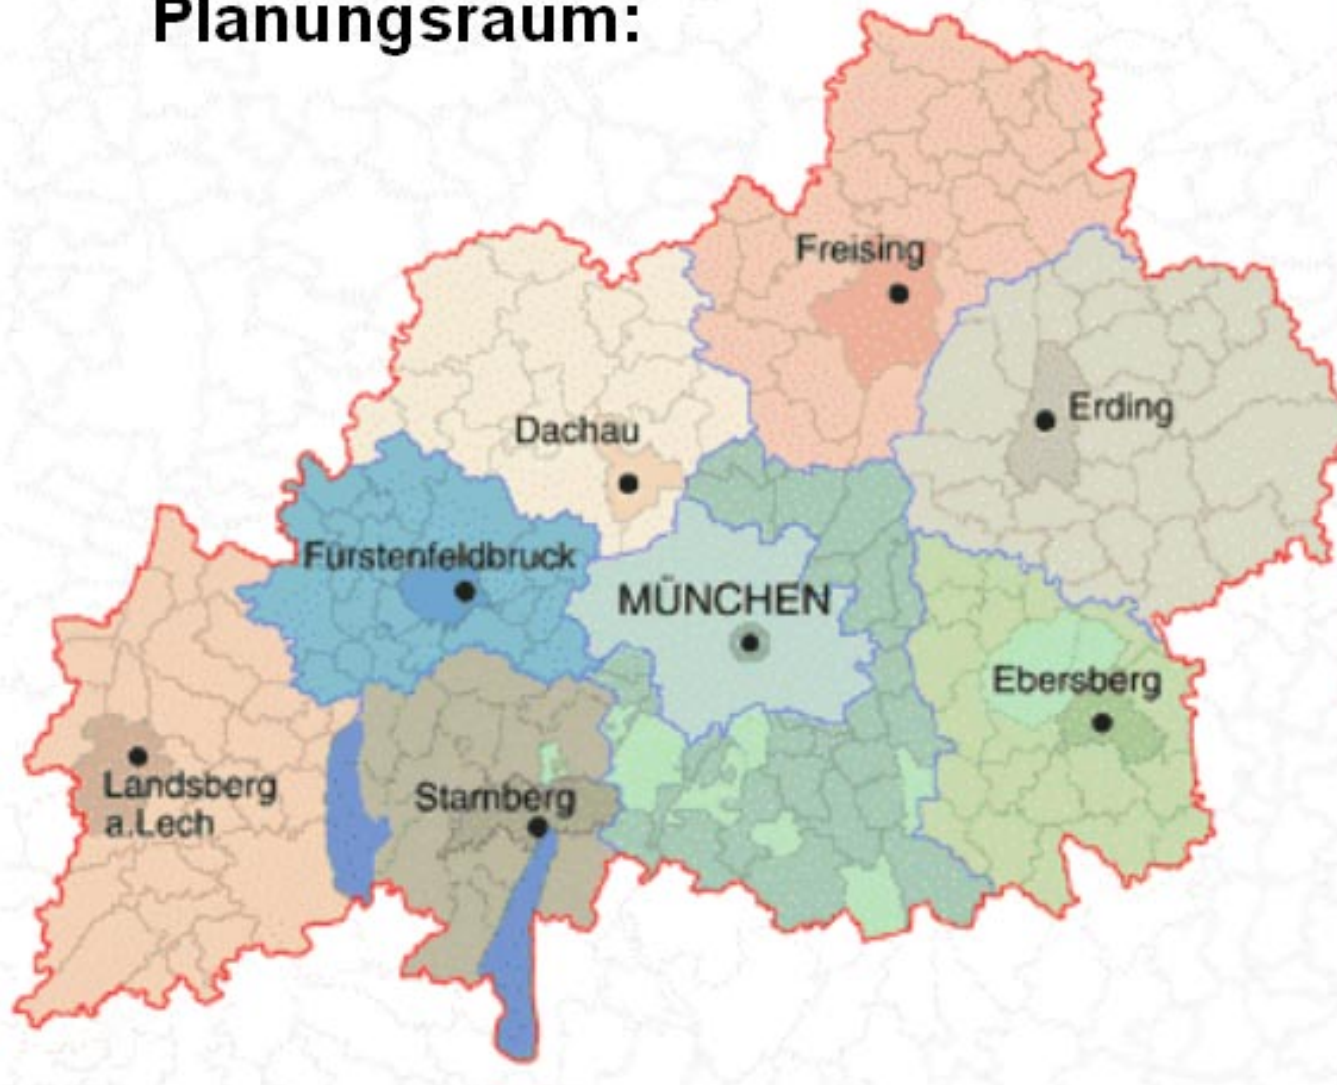 Planungsraum:
Freising
Erding
Dachau
Fürstenfeldbruck
MÜNCHEN
Ebersberg
Landsberg
a.Lech
Starnberg